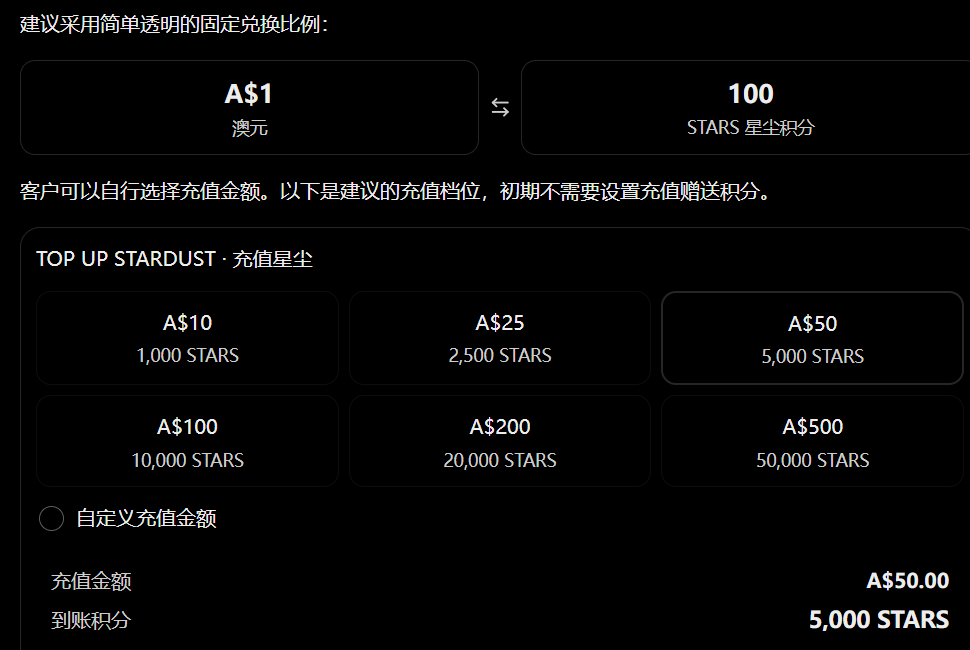 建议采用简单透明的固定兑换比例：
A$1
澳元
⇆
100
STARS 星尘积分
客户可以自行选择充值金额。以下是建议的充值档位，初期不需要设置充值赠送积分。
TOP UP STARDUST · 充值星尘
A$10
1,000 STARS
A$25
2,500 STARS
A$50
5,000 STARS
A$100
10,000 STARS
A$200
20,000 STARS
A$500
50,000 STARS
自定义充值金额
充值金额 A$50.00
到账积分 5,000 STARS